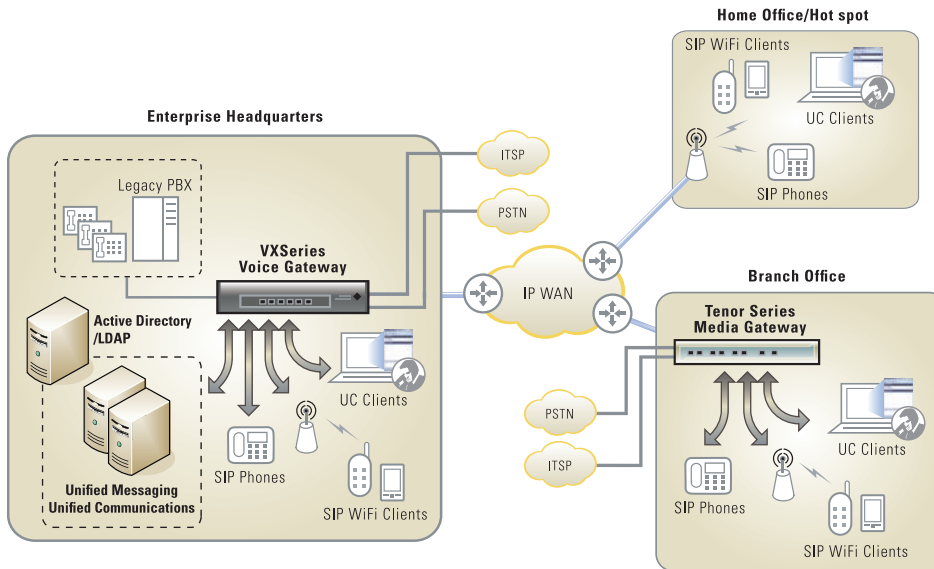 Home Office/Hot spot
SIP WiFi Clients
UC Clients
SIP Phones
Enterprise Headquarters
Legacy PBX
VXSeries
Voice Gateway
Active Directory
/LDAP
UC Clients
SIP Phones
SIP WiFi Clients
Unified Messaging
Unified Communications
ITSP
PSTN
IP WAN
Branch Office
Tenor Series
Media Gateway
PSTN
ITSP
UC Clients
SIP Phones
SIP WiFi Clients